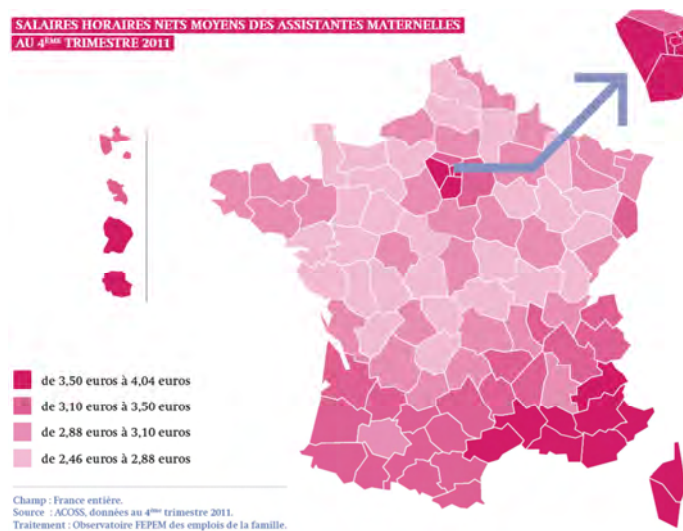 SALAIRES HORAIRES NETS MOYENS DES ASSISTANTES MATERNELLES
AU 4ÈME TRIMESTRE 2011
de 3,50 euros à 4,04 euros
de 3,10 euros à 3,50 euros
de 2,88 euros à 3,10 euros
de 2,46 euros à 2,88 euros
Champ : France entière.
Source : ACOSS, données au 4ème trimestre 2011.
Traitement : Observatoire FEPEM des emplois de la famille.